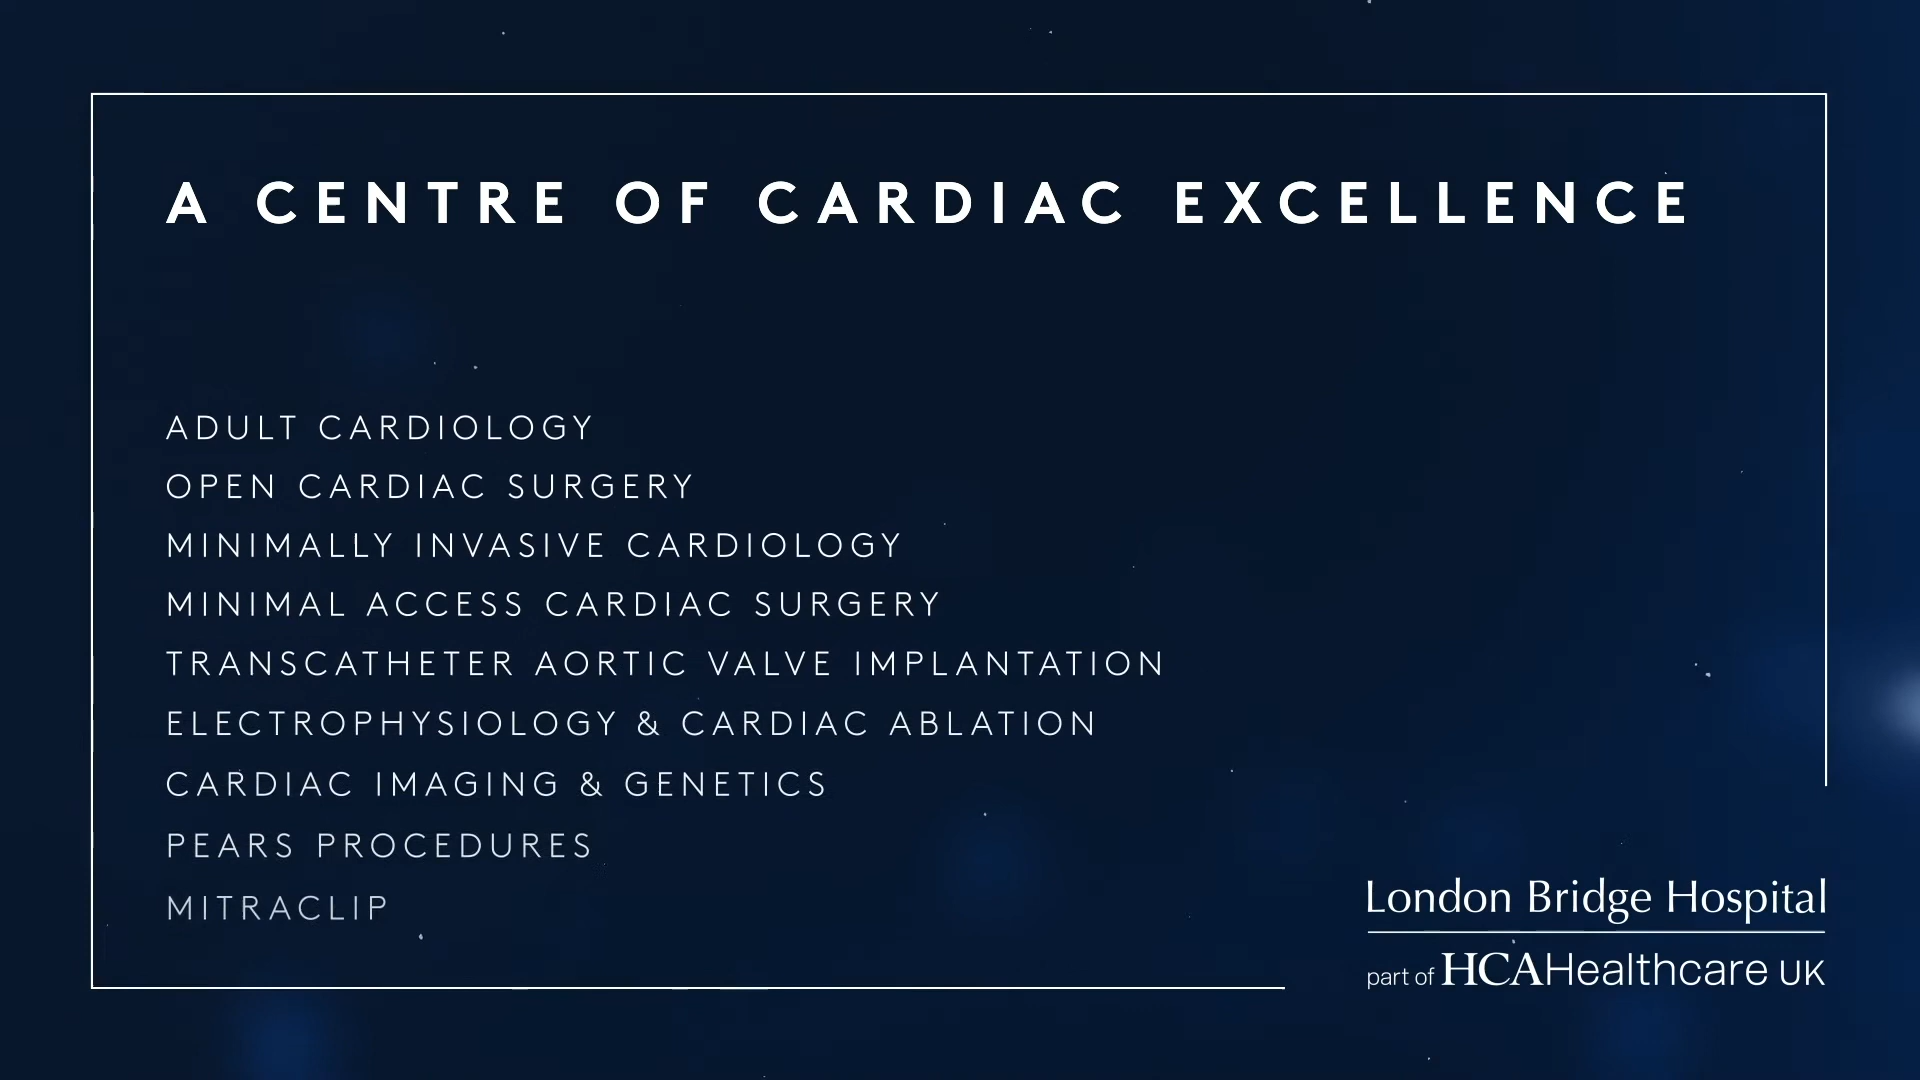 A CENTRE OF CARDIAC EXCELLENCE
ADULT CARDIOLOGY
OPEN CARDIAC SURGERY
MINIMALLY INVASIVE CARDIOLOGY
MINIMAL ACCESS CARDIAC SURGERY
TRANSCATHETER AORTIC VALVE IMPLANTATION
ELECTROPHYSIOLOGY & CARDIAC ABLATION
CARDIAC IMAGING & GENETICS
PEARS PROCEDURES
MITRACLIP
London Bridge Hospital
part of HCAHealthcare UK